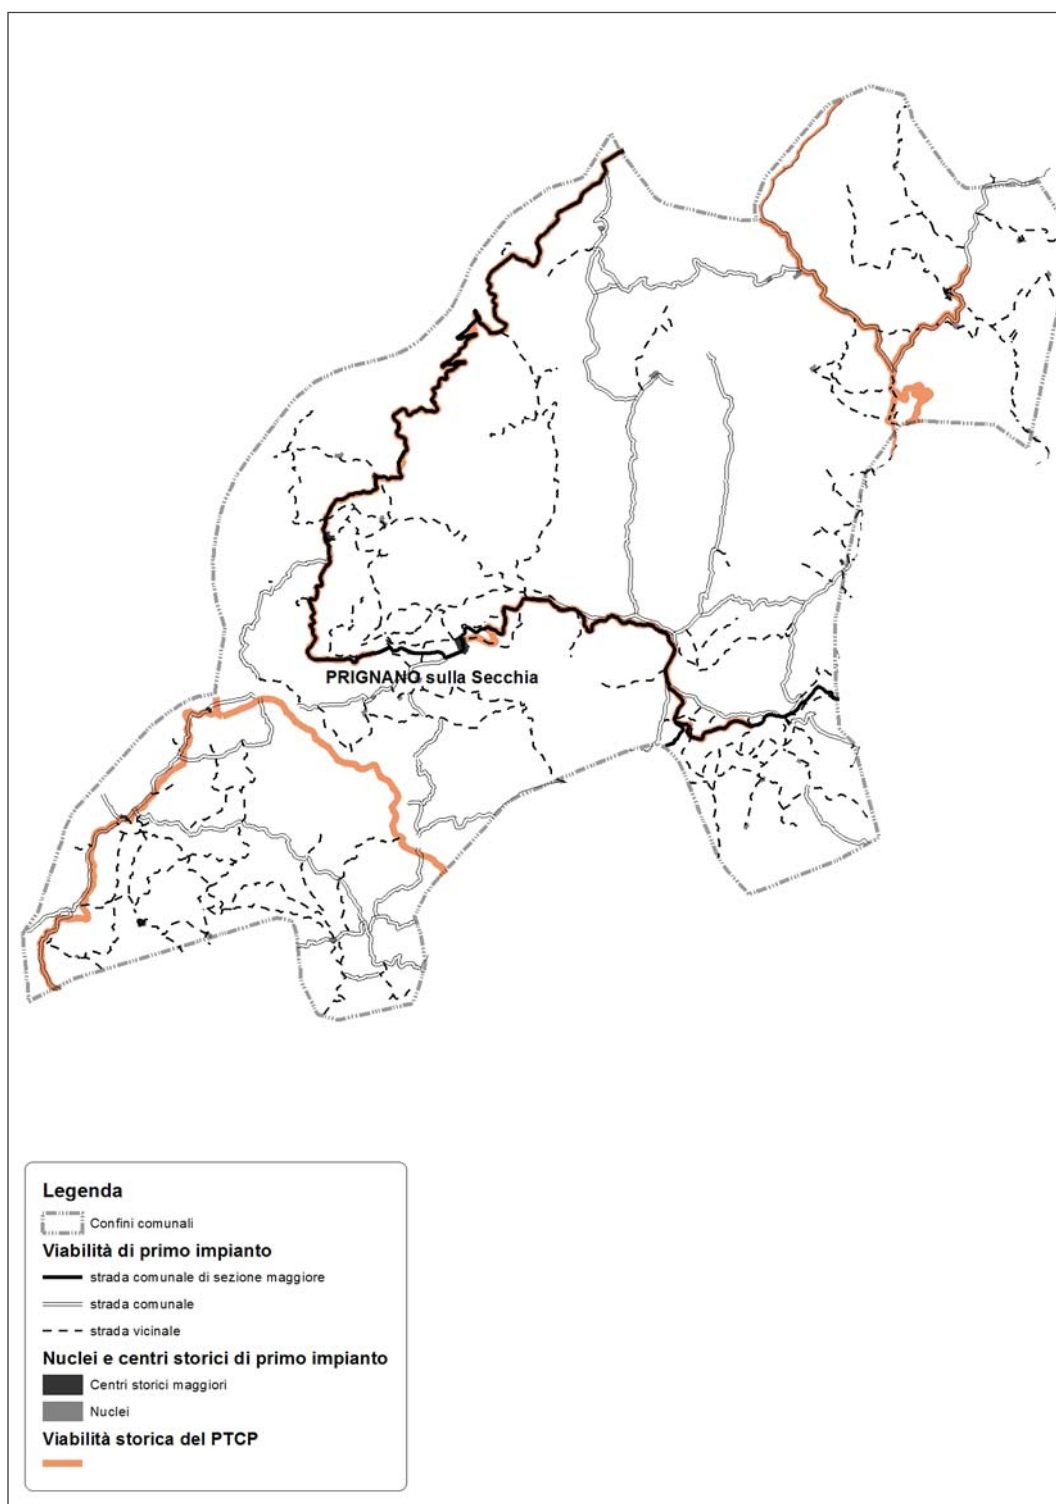 PRIGNANO sulla Secchia
Legenda
Confini comunali
Viabilità di primo impianto
strada comunale di sezione maggiore
strada comunale
strada vicinale
Nuclei e centri storici di primo impianto
Centri storici maggiori
Nuclei
Viabilità storica del PTCP